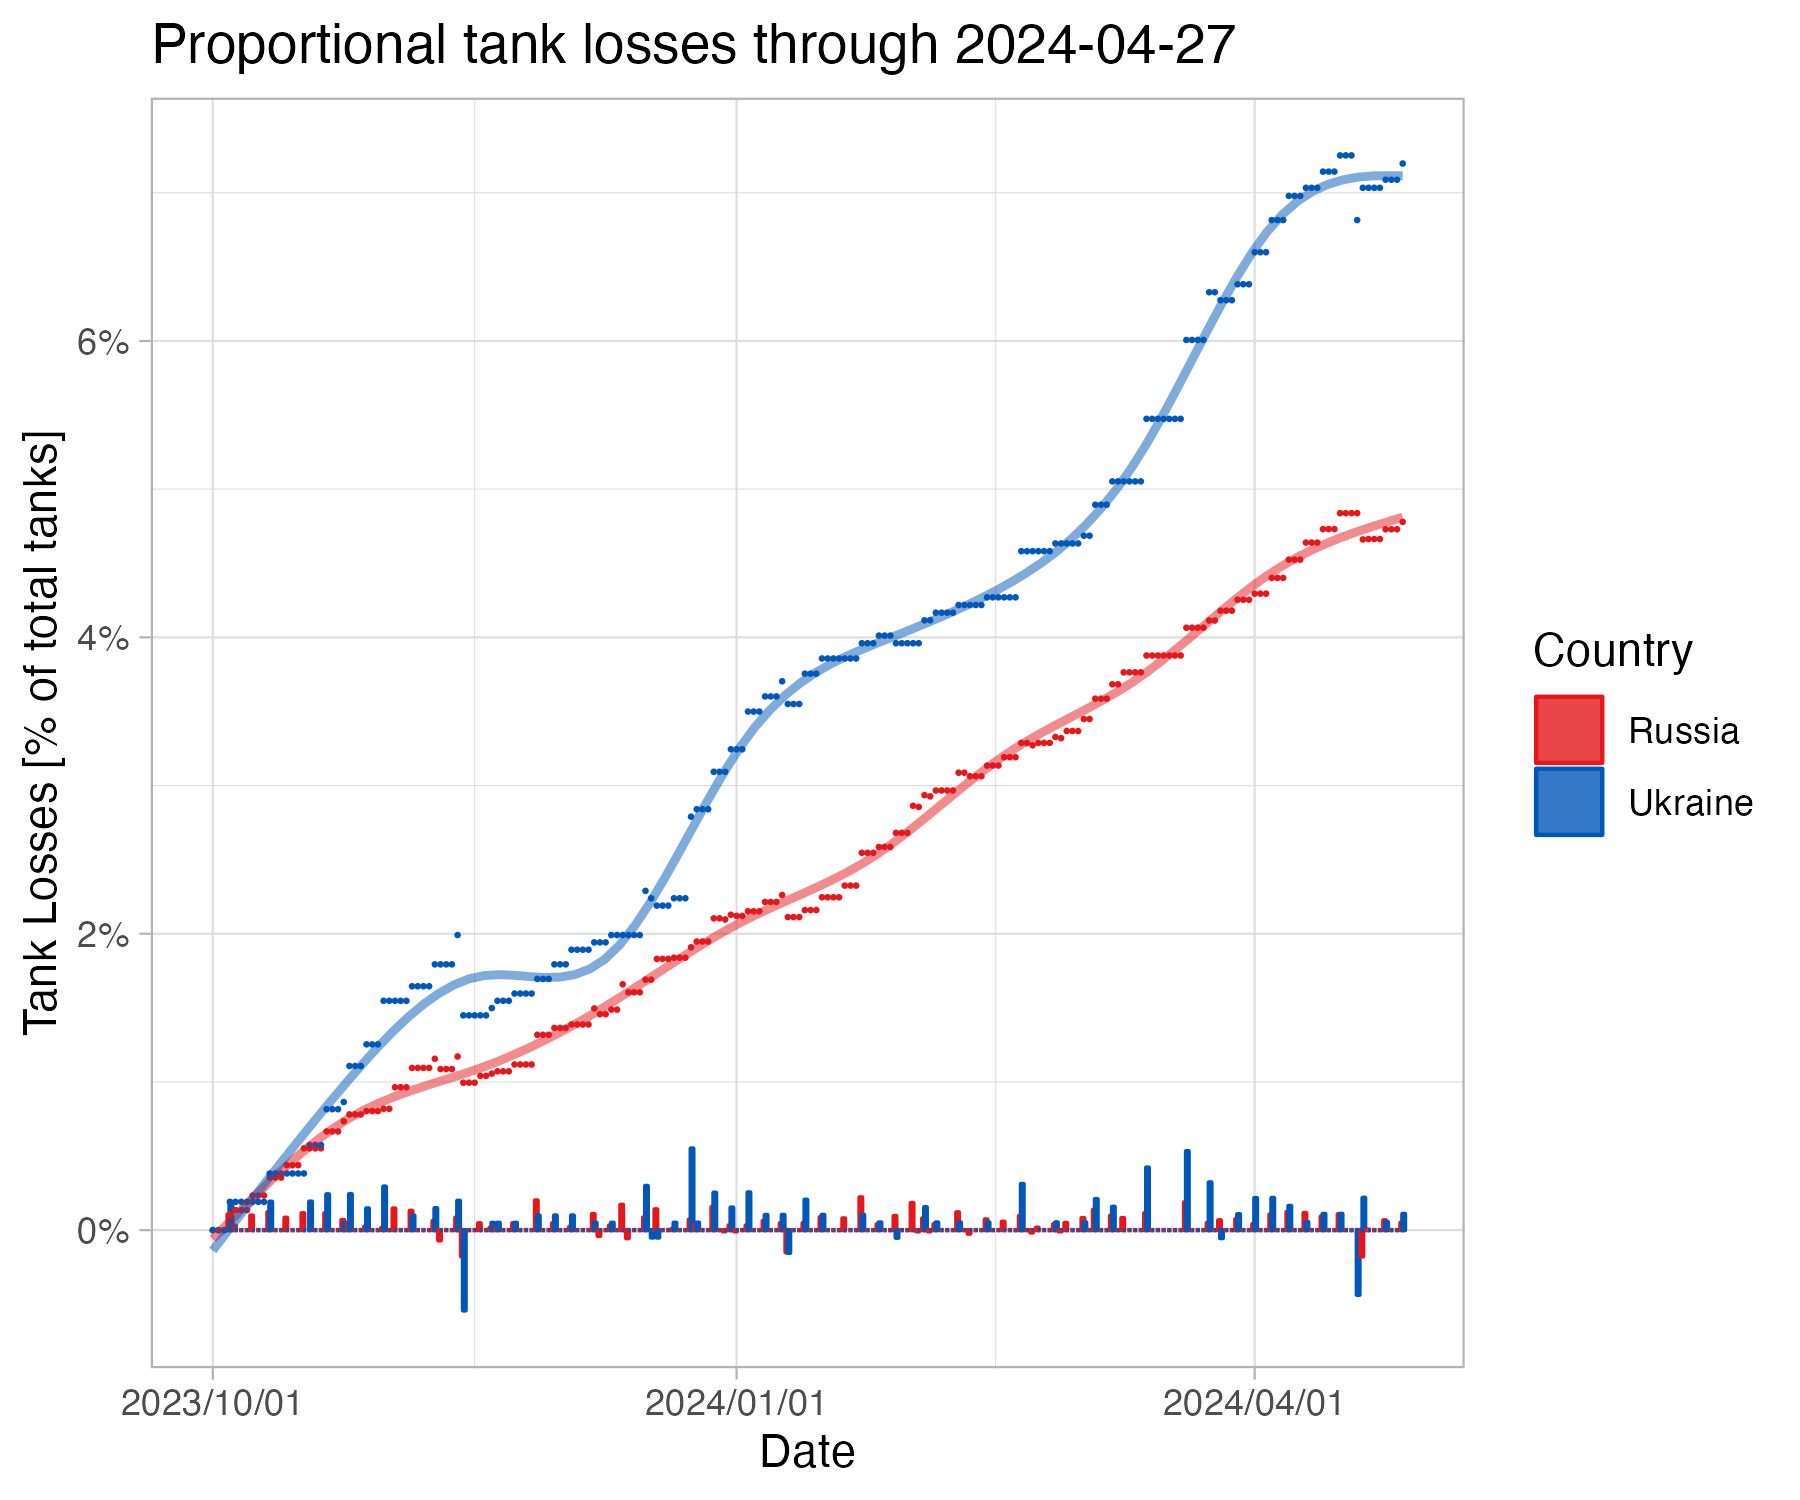 Proportional tank losses through 2024-04-27
Tank Losses [% of total tanks]
6%
4%
2%
0%
2023/10/01
2024/01/01
2024/04/01
Date
Country
Russia
Ukraine